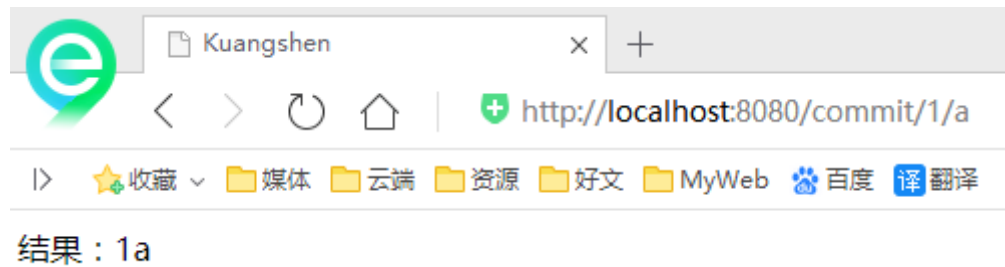 Kuangshen
http://localhost:8080/commit/1/a
收藏 媒体 云端 资源 好文 MyWeb 百度 译 翻译
结果：1a